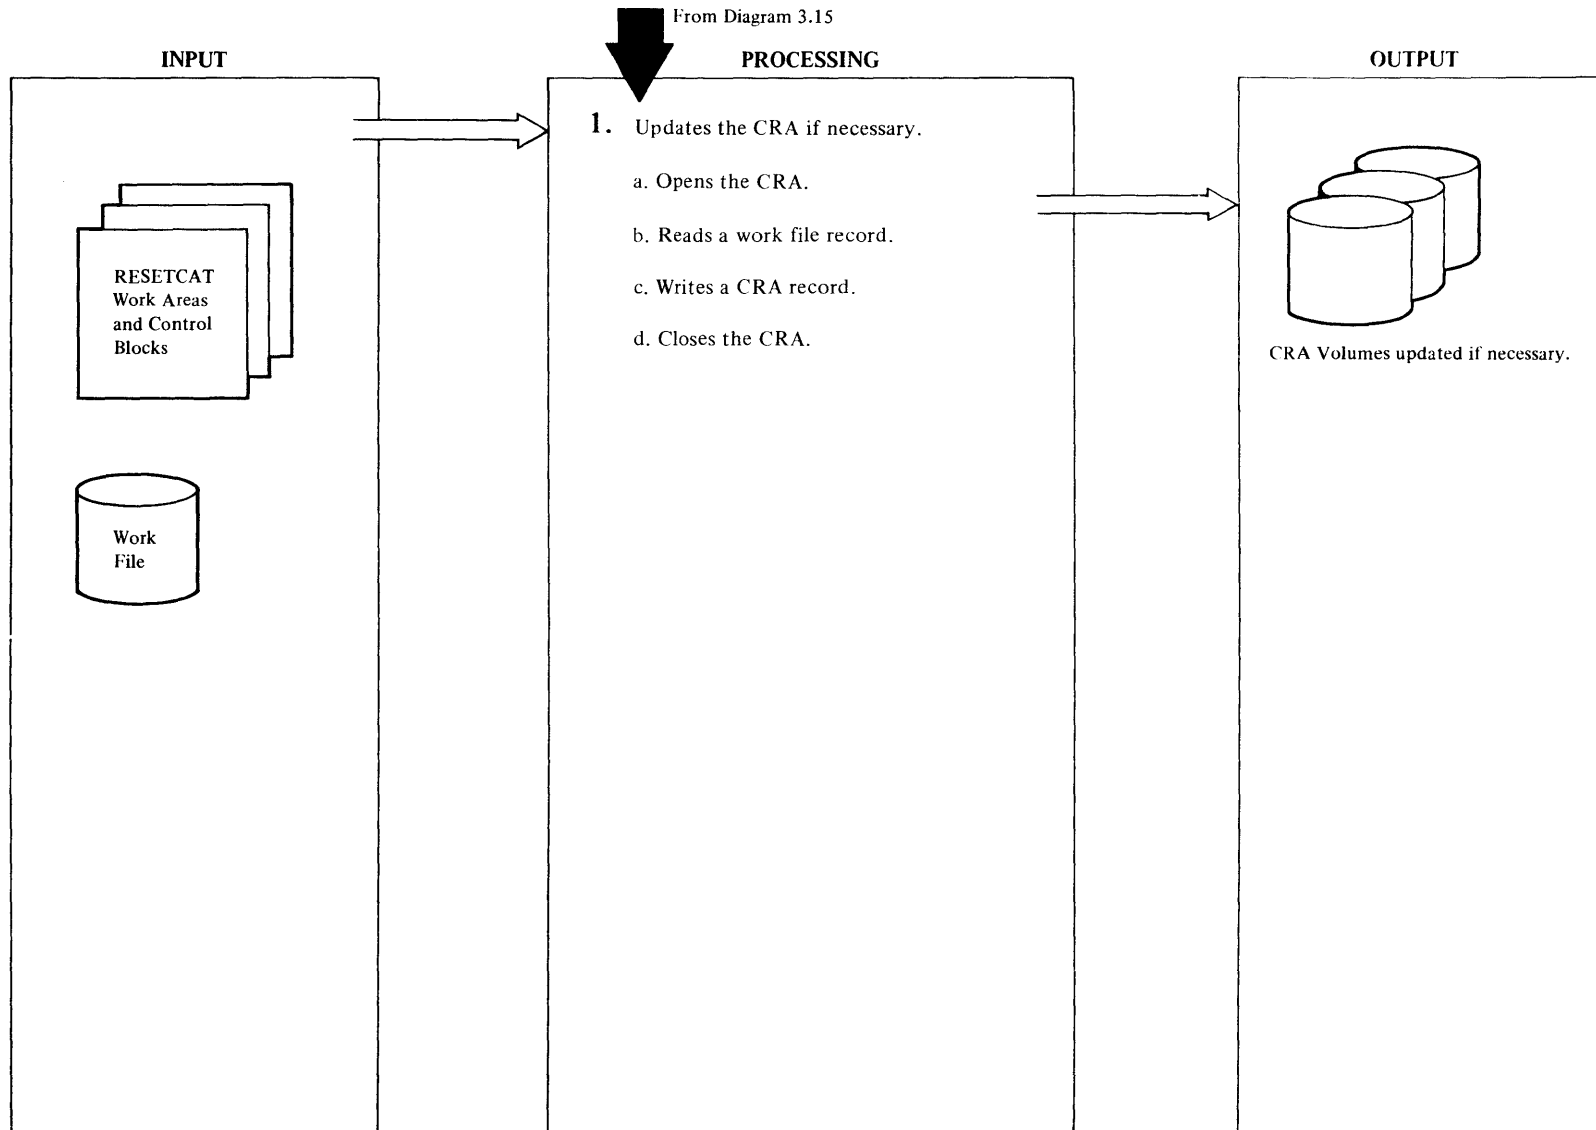 From Diagram 3.15
INPUT
PROCESSING
OUTPUT
RESETCAT
Work Areas
and Control
Blocks
Work
File
1. Updates the CRA if necessary.
a. Opens the CRA.
b. Reads a work file record.
c. Writes a CRA record.
d. Closes the CRA.
CRA Volumes updated if necessary.